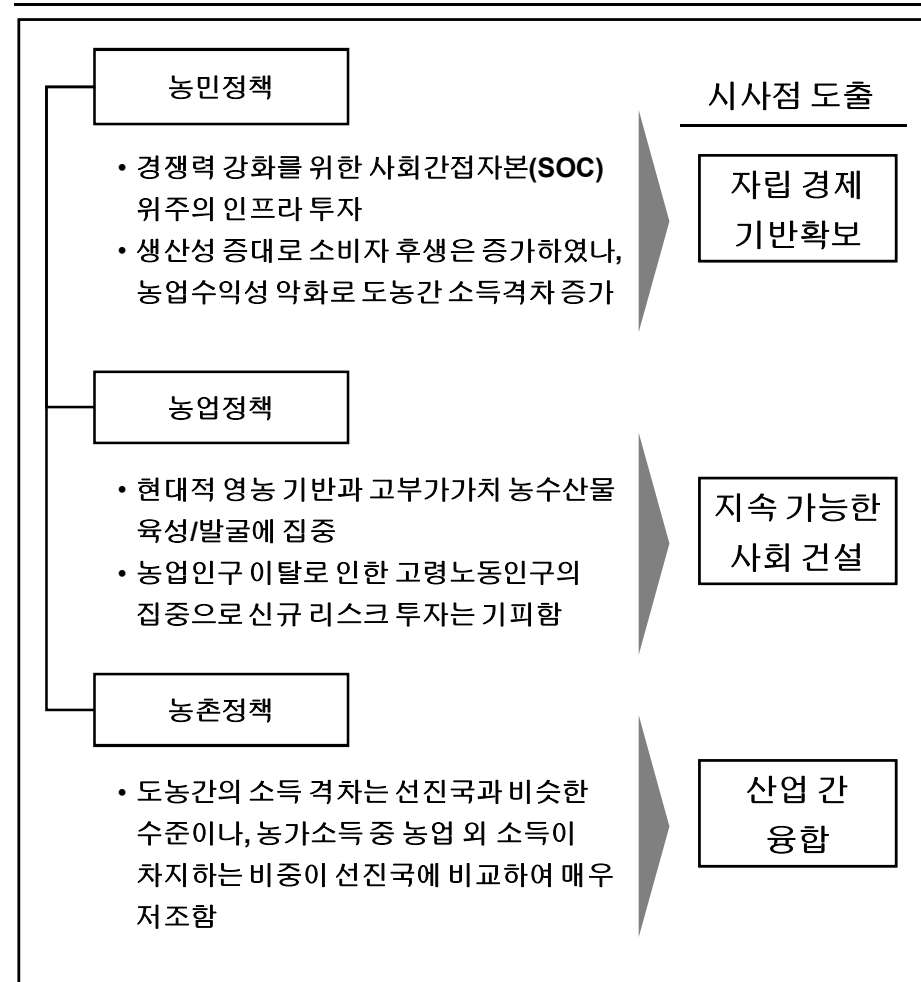 농민정책
시사점 도출
• 경쟁력 강화를 위한 사회간접자본(SOC)
위주의 인프라 투자
• 생산성 증대로 소비자 후생은 증가하였나,
농업수익성 악화로 도농간 소득격차 증가
자립 경제
기반확보
농업정책
• 현대적 영농 기반과 고부가가치 농수산물
육성/발굴에 집중
• 농업인구 이탈로 인한 고령노동인구의
집중으로 신규 리스크 투자는 기피함
지속 가능한
사회 건설
농촌정책
• 도농간의 소득 격차는 선진국과 비슷한
수준이나, 농가소득 중 농업 외 소득이
차지하는 비중이 선진국에 비교하여 매우
저조함
산업 간
융합